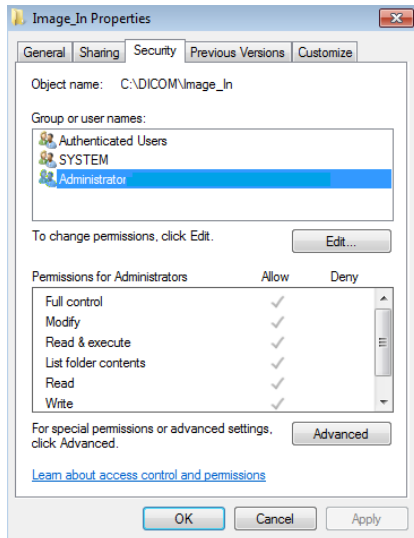 Image_In Properties
General Sharing Security Previous Versions Customize
Object name: C:\DICOM\Image_In
Group or user names:
Authenticated Users
SYSTEM
Administrator
To change permissions, click Edit.
Edit...
Permissions for Administrators Allow Deny
Full control
Modify
Read & execute
List folder contents
Read
Write
For special permissions or advanced settings,
click Advanced.
Advanced
Learn about access control and permissions
OK Cancel Apply